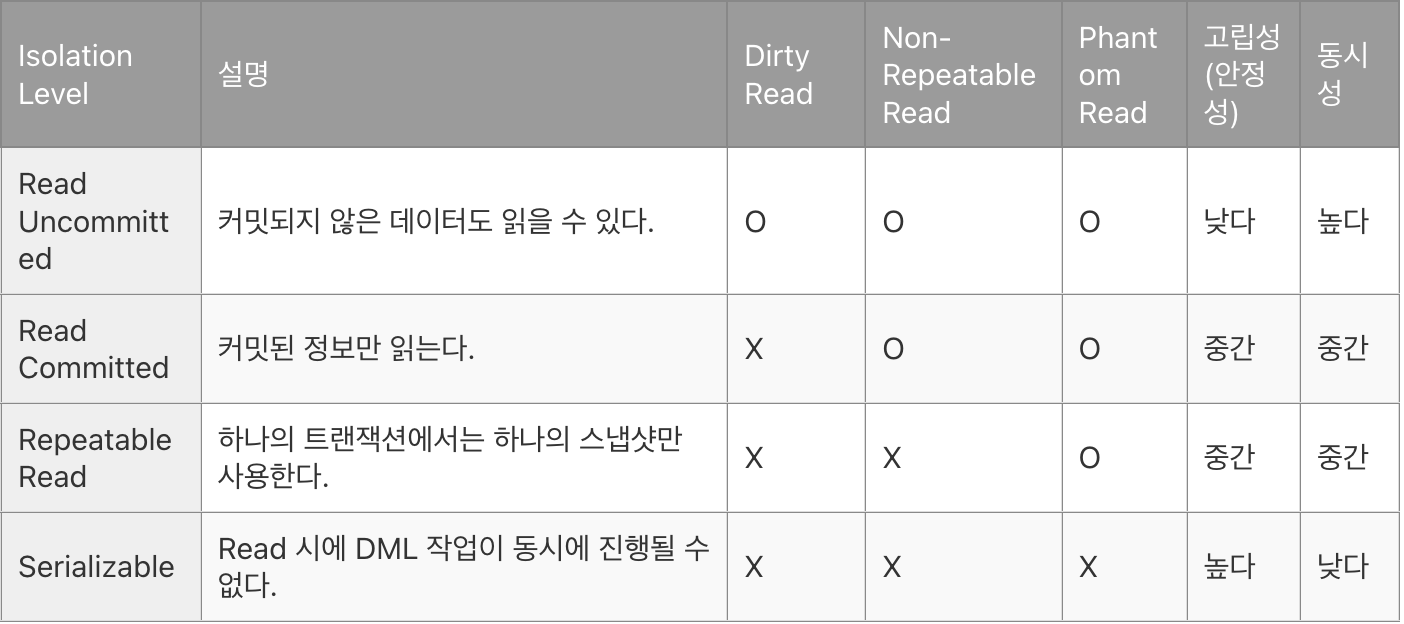 Isolation
Level
설명
Dirty
Read
Non-
Repeatable
Read
Phant
om
Read
고립성
(안정
성)
동시
성
Read
Uncommitt
ed
커밋되지 않은 데이터도 읽을 수 있다.
O
O
O
낮다
높다
Read
Committed
커밋된 정보만 읽는다.
X
O
O
중간
중간
Repeatable
Read
하나의 트랜잭션에서는 하나의 스냅샷만
사용한다.
X
X
O
중간
중간
Serializable
Read 시에 DML 작업이 동시에 진행될 수
없다.
X
X
X
높다
낮다